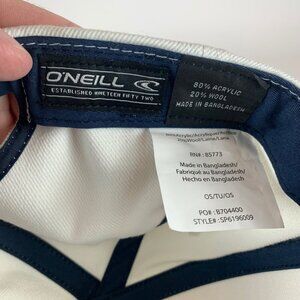 O'NEILL
ESTABLISHED NINETEEN FIFTY TWO
80% ACRYLIC
20% WOOL
MADE IN BANGLADESH
RN#: 85773
Made in Bangladesh/
Fabriqué au Bangladesh/
Hecho en Bangladesh
OS/TU/OS
PO#: B704400
STYLE#: SP6196009